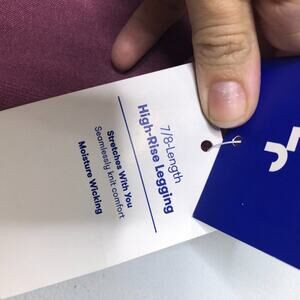 7/8-Length
High-Rise Legging
Stretches With You
Seamlessly knit comfort
Moisture Wicking